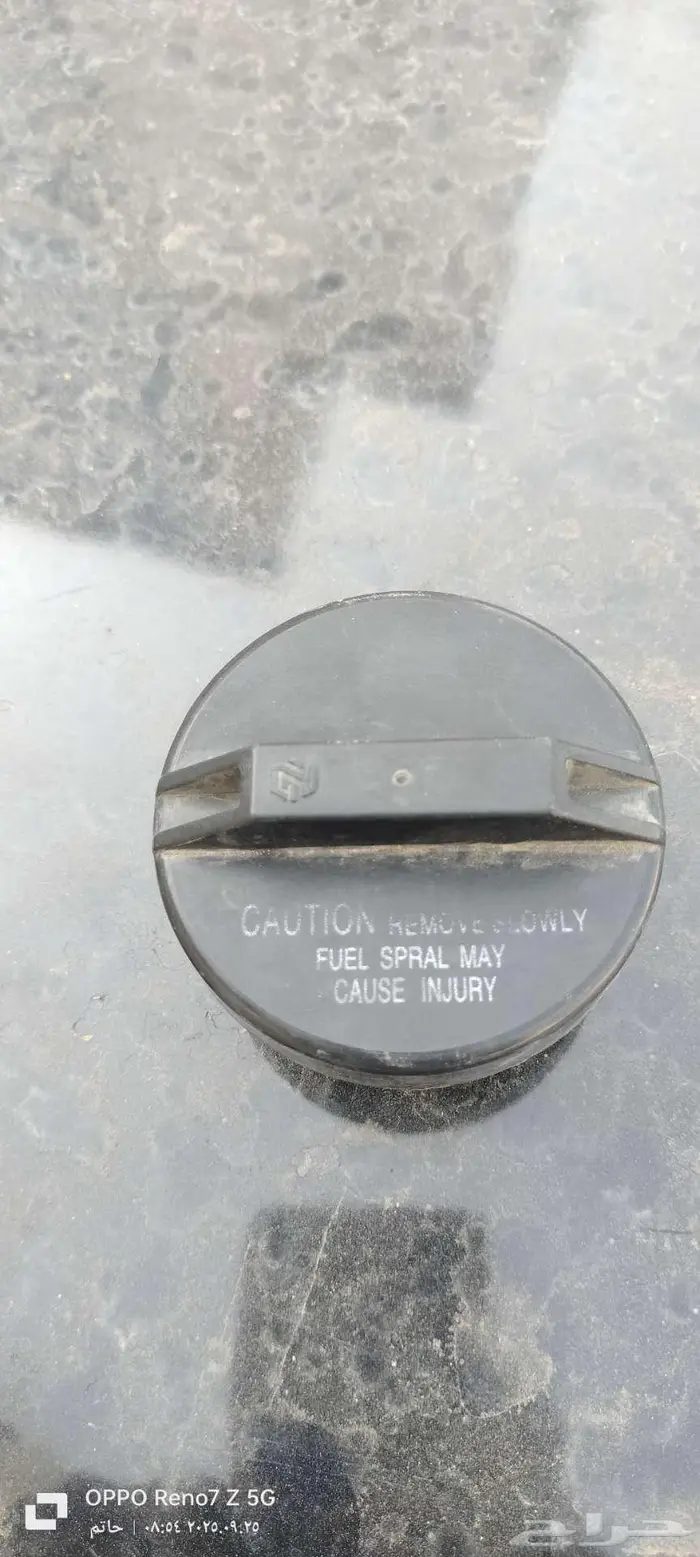 CAUTION REMOVE SLOWLY
FUEL SPRAL MAY
CAUSE INJURY
OPPO Reno7 Z 5G
حاتم | ٠٨:٥٤ ٢٠٢٥.٠٩.٢٥
حراج